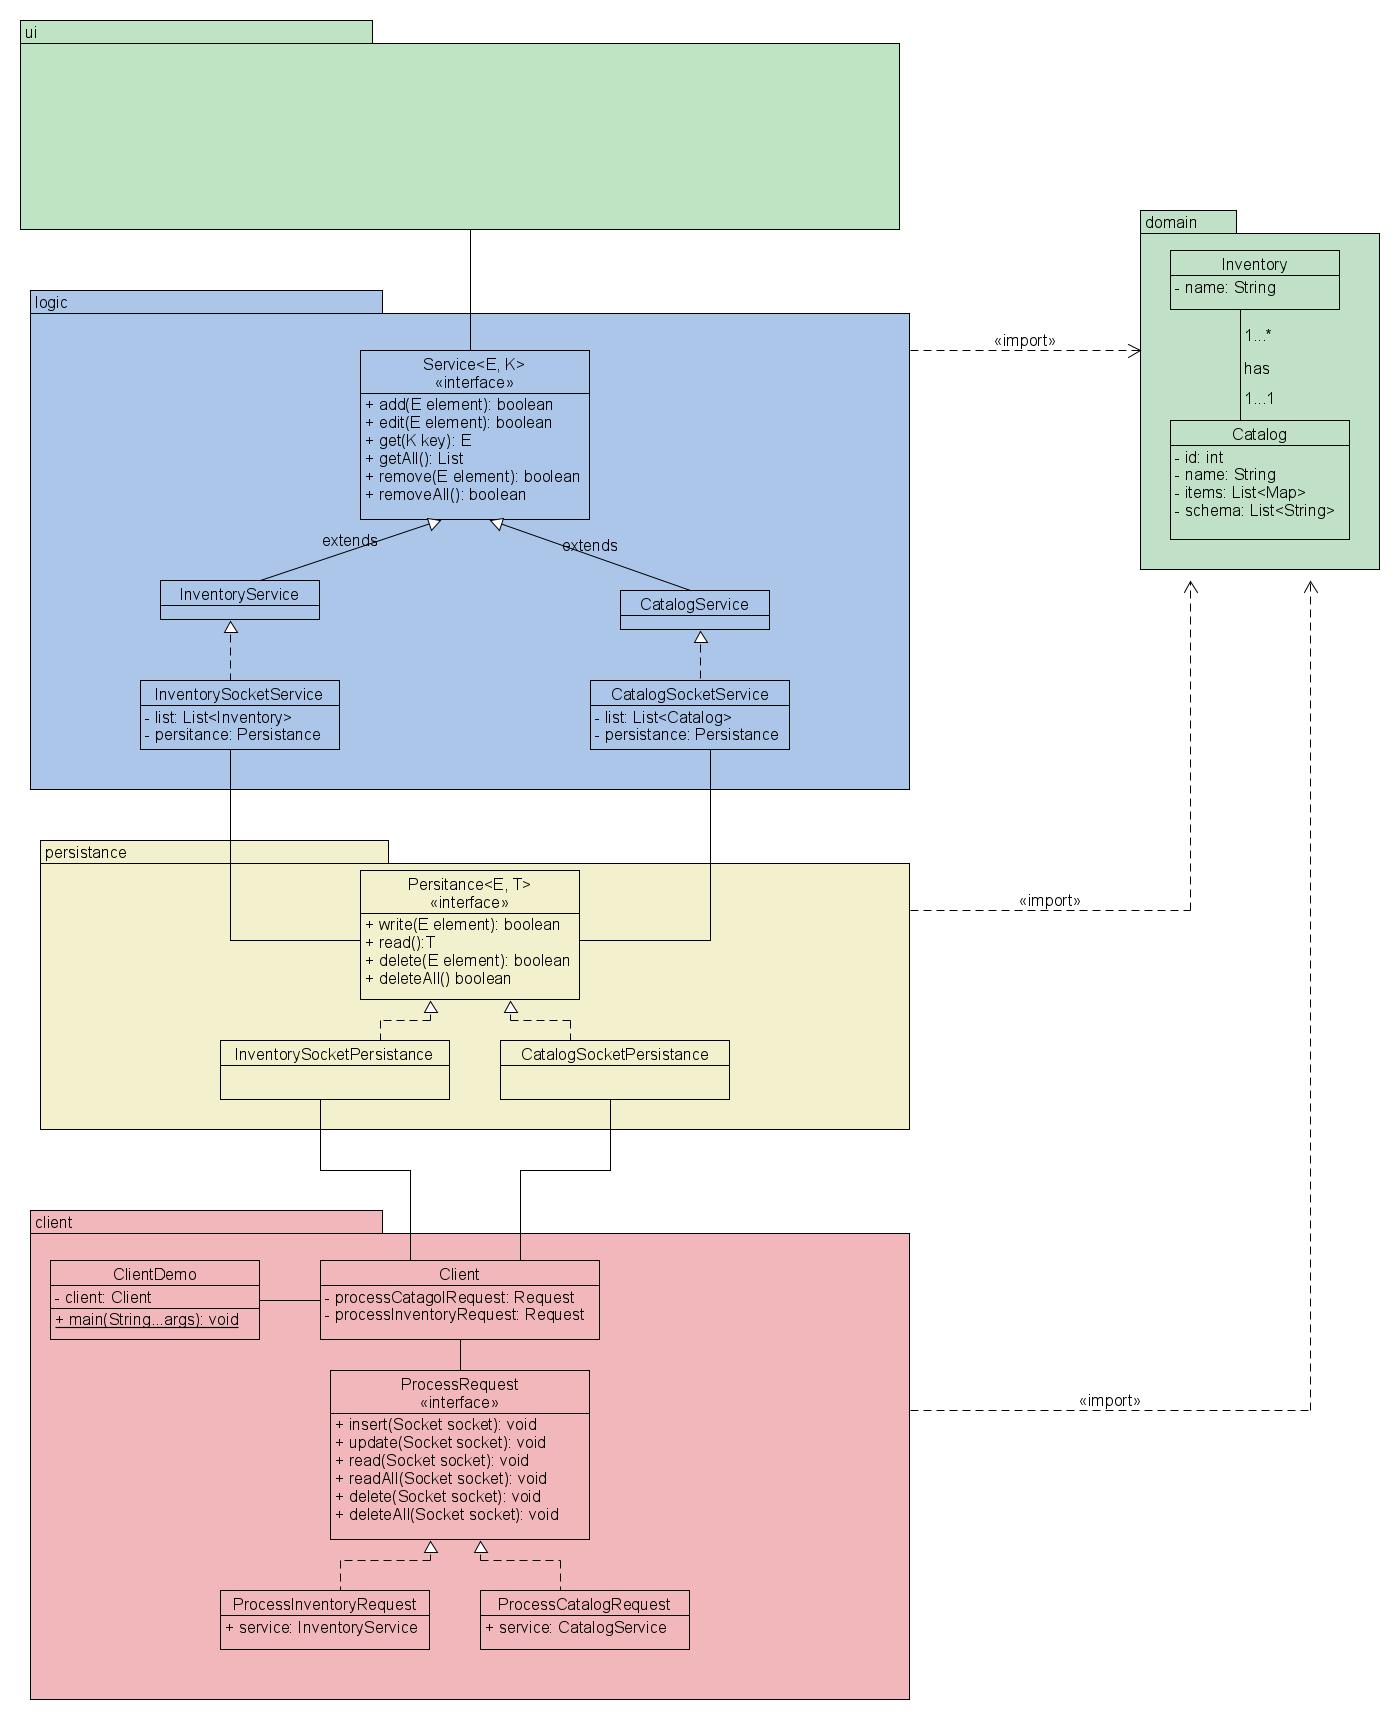 ui
logic
Service<E, K>
«interface»
+ add(E element): boolean
+ edit(E element): boolean
+ get(K key): E
+ getAll(): List
+ remove(E element): boolean
+ removeAll(): boolean
extends
extends
InventoryService
CatalogService
InventorySocketService
- list: List<Inventory>
- persitance: Persistance
CatalogSocketService
- list: List<Catalog>
- persistance: Persistance
«import»
domain
Inventory
- name: String
1...*
has
1...1
Catalog
- id: int
- name: String
- items: List<Map>
- schema: List<String>
persistance
Persitance<E, T>
«interface»
+ write(E element): boolean
+ read():T
+ delete(E element): boolean
+ deleteAll() boolean
InventorySocketPersistance
CatalogSocketPersistance
«import»
client
ClientDemo
- client: Client
+ main(String...args): void
Client
- processCatagolRequest: Request
- processInventoryRequest: Request
ProcessRequest
«interface»
+ insert(Socket socket): void
+ update(Socket socket): void
+ read(Socket socket): void
+ readAll(Socket socket): void
+ delete(Socket socket): void
+ deleteAll(Socket socket): void
ProcessInventoryRequest
+ service: InventoryService
ProcessCatalogRequest
+ service: CatalogService
«import»